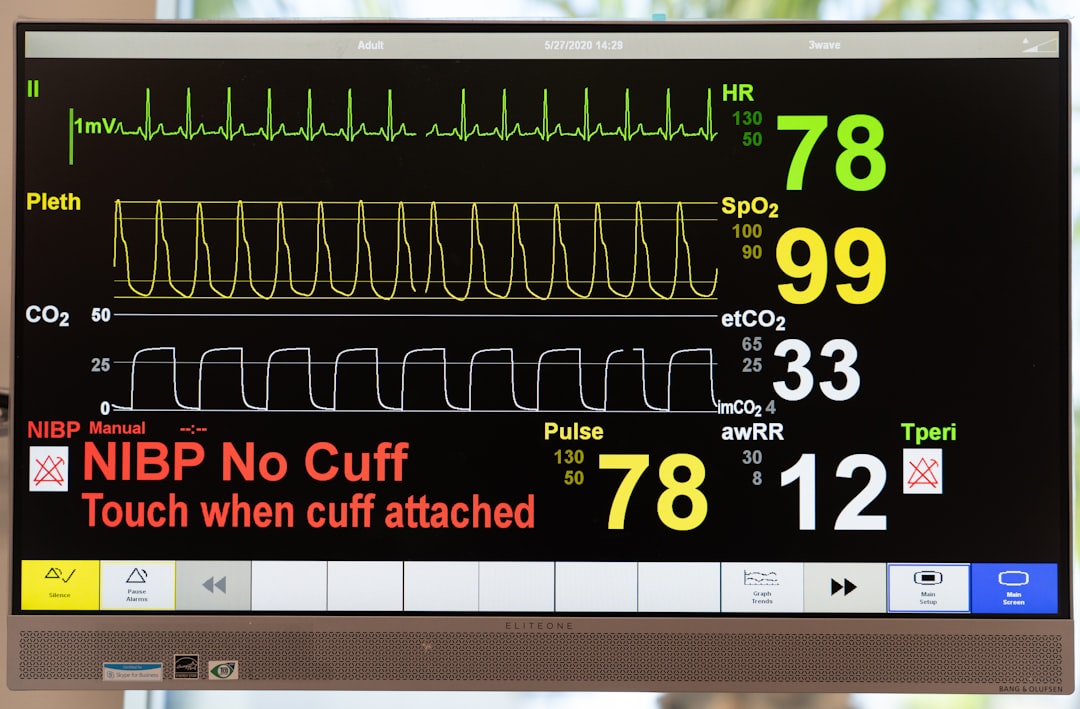 Adult 5/27/2020 14:29 3wave
II
1mV
HR
130
50
78
Pleth
SpO2
100
90
99
CO2
50
25
0
etCO2
65
25
33
imCO2 4
NIBP Manual --:--
NIBP No Cuff
Touch when cuff attached
Pulse
130
50
78
awRR
30
8
12
Tperi
Silence
Pause
Alarms
Graph
Trends
Main
Setup
Main
Screen
ELITEONE
Skype for Business
BANG & OLUFSEN